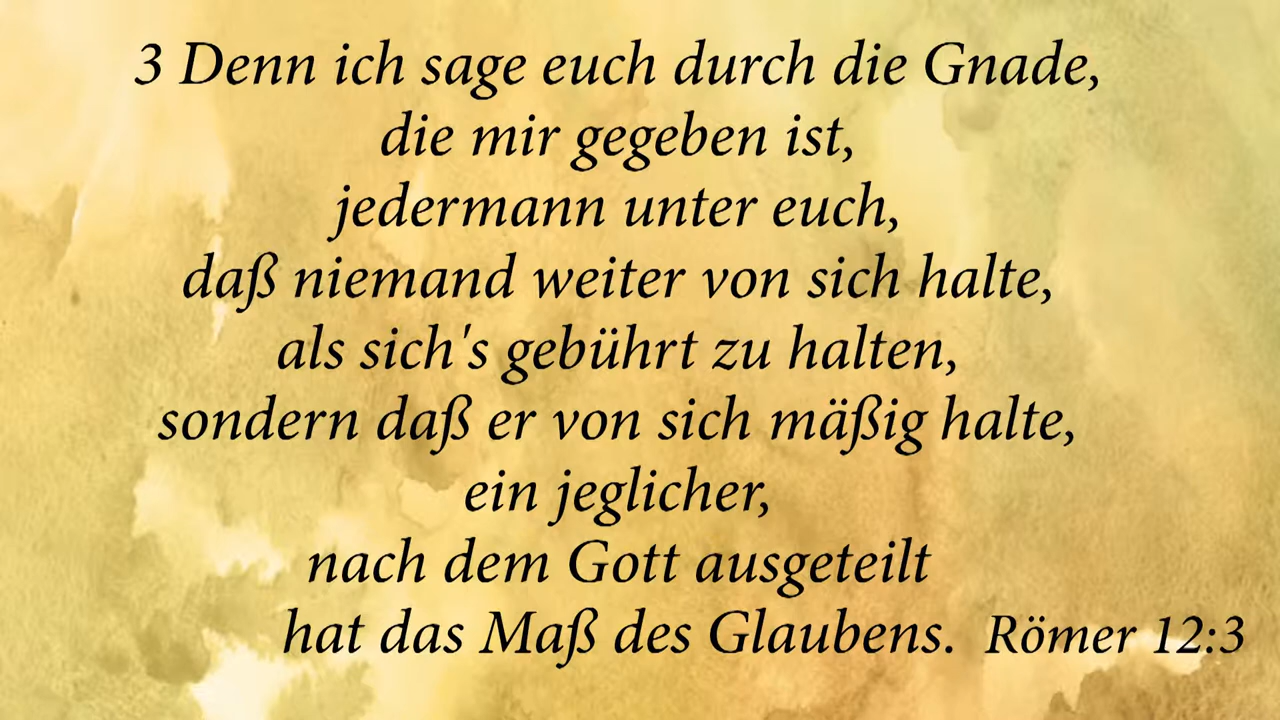 3 Denn ich sage euch durch die Gnade,
die mir gegeben ist,
jedermann unter euch,
daß niemand weiter von sich halte,
als sich's gebührt zu halten,
sondern daß er von sich mäßig halte,
ein jeglicher,
nach dem Gott ausgeteilt
hat das Maß des Glaubens. Römer 12:3